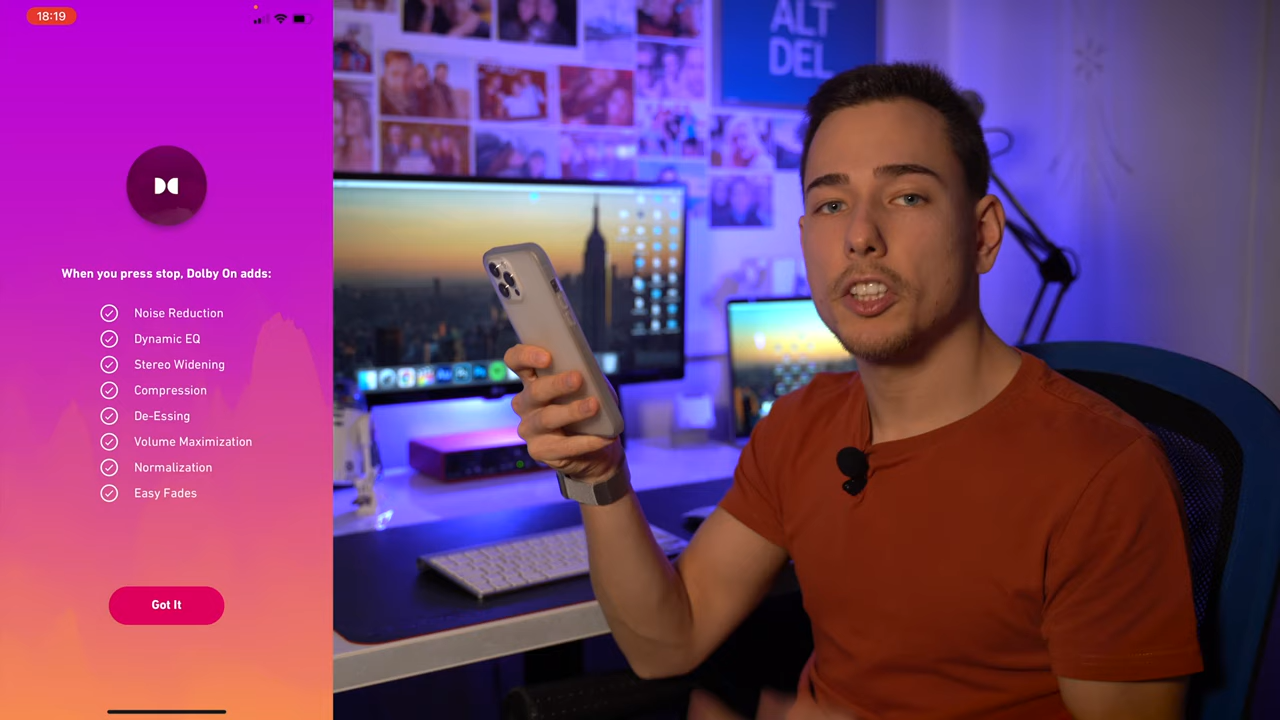 18:19
When you press stop, Dolby On adds:
Noise Reduction
Dynamic EQ
Stereo Widening
Compression
De-Essing
Volume Maximization
Normalization
Easy Fades
Got It
ALT
DEL